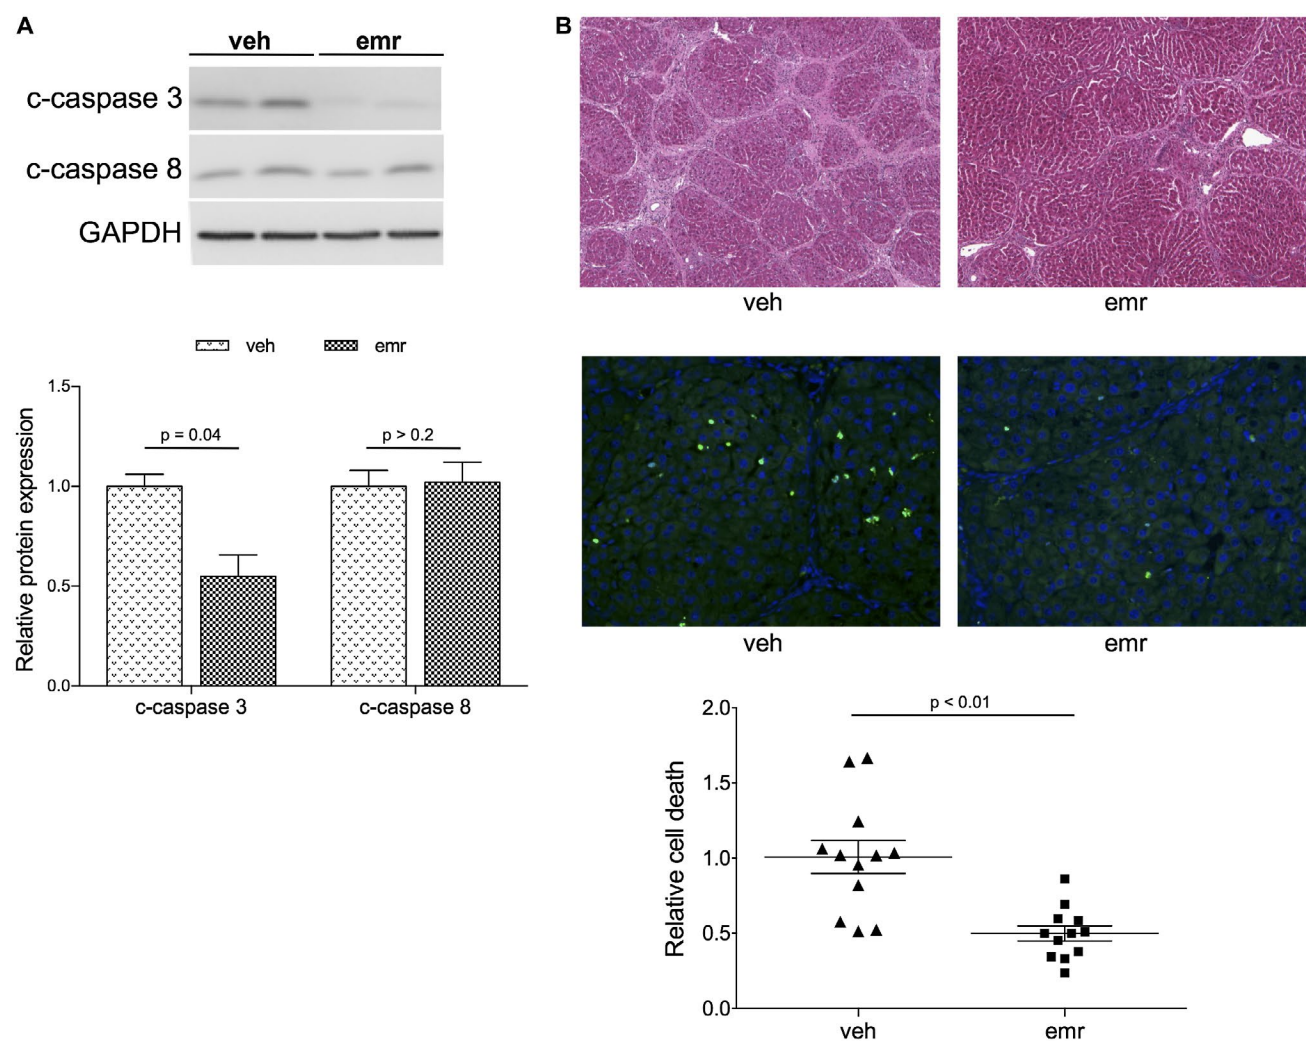 A
veh emr
c-caspase 3
c-caspase 8
GAPDH
veh emr
Relative protein expression
1.5
1.0
0.5
0.0
p = 0.04
p > 0.2
c-caspase 3 c-caspase 8
B
veh emr
veh emr
Relative cell death
2.0
1.5
1.0
0.5
0.0
p < 0.01
veh emr